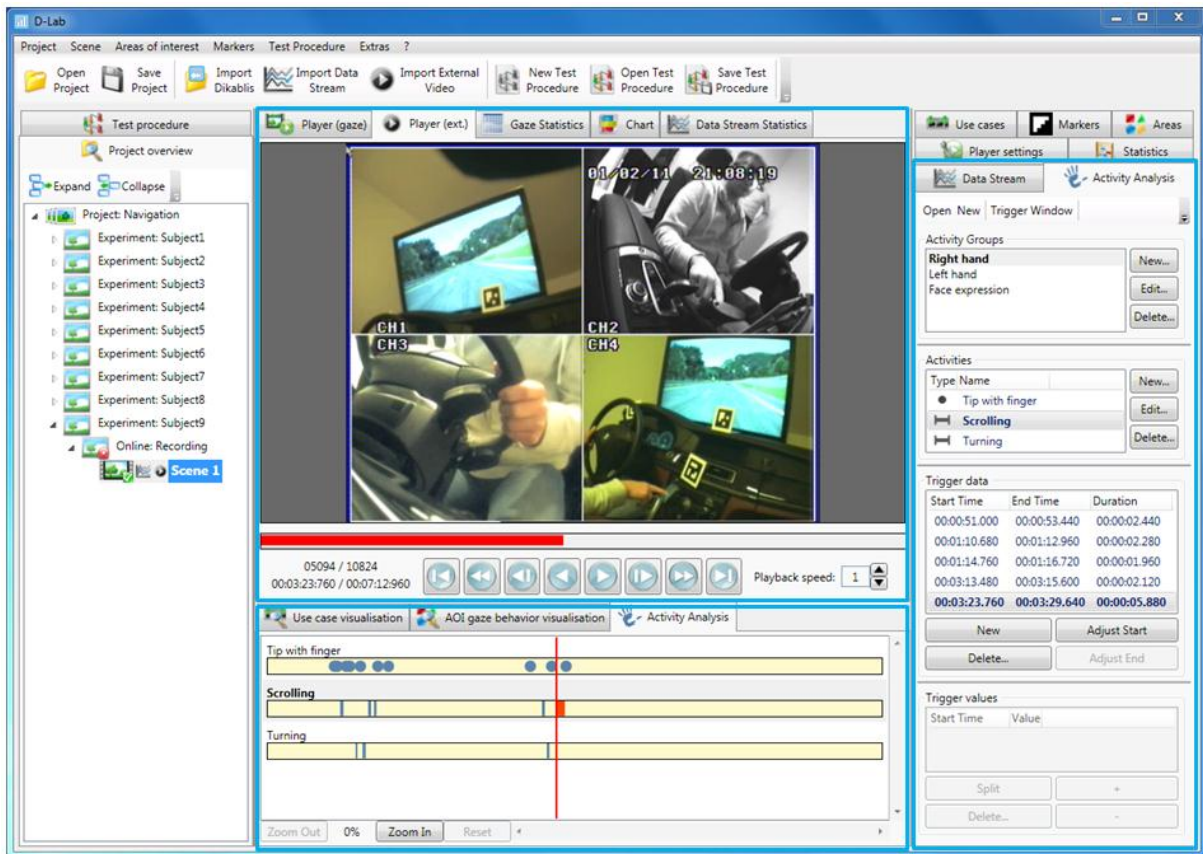 D-Lab
Project Scene Areas of interest Markers Test Procedure Extras ?
Open Project
Save Project
Import Dikablis
Import Data Stream
Import External Video
New Test Procedure
Open Test Procedure
Save Test Procedure
Test procedure
Project overview
Expand Collapse
Project: Navigation
Experiment: Subject1
Experiment: Subject2
Experiment: Subject3
Experiment: Subject4
Experiment: Subject5
Experiment: Subject6
Experiment: Subject7
Experiment: Subject8
Experiment: Subject9
Online: Recording
Scene 1
Player (gaze) Player (ext.) Gaze Statistics Chart Data Stream Statistics
01/02/11 21:08:19
CH1 CH2
CH3 CH4
05094 / 10824
00:03:23:760 / 00:07:12:960
Playback speed: 1
Use case visualisation AOI gaze behavior visualisation Activity Analysis
Tip with finger
Scrolling
Turning
Zoom Out 0% Zoom In Reset
Use cases Markers Areas
Player settings Statistics
Data Stream Activity Analysis
Open New Trigger Window
Activity Groups
Right hand New...
Left hand
Face expression Edit...
Delete...
Activities
Type Name New...
Tip with finger
Scrolling Edit...
Turning Delete...
Trigger data
Start Time End Time Duration
00:00:51.000 00:00:53.440 00:00:02.440
00:01:10.680 00:01:12.960 00:00:02.280
00:01:14.760 00:01:16.720 00:00:01.960
00:03:13.480 00:03:15.600 00:00:02.120
00:03:23.760 00:03:29.640 00:00:05.880
New Adjust Start
Delete... Adjust End
Trigger values
Start Time Value
Split +
Delete... -